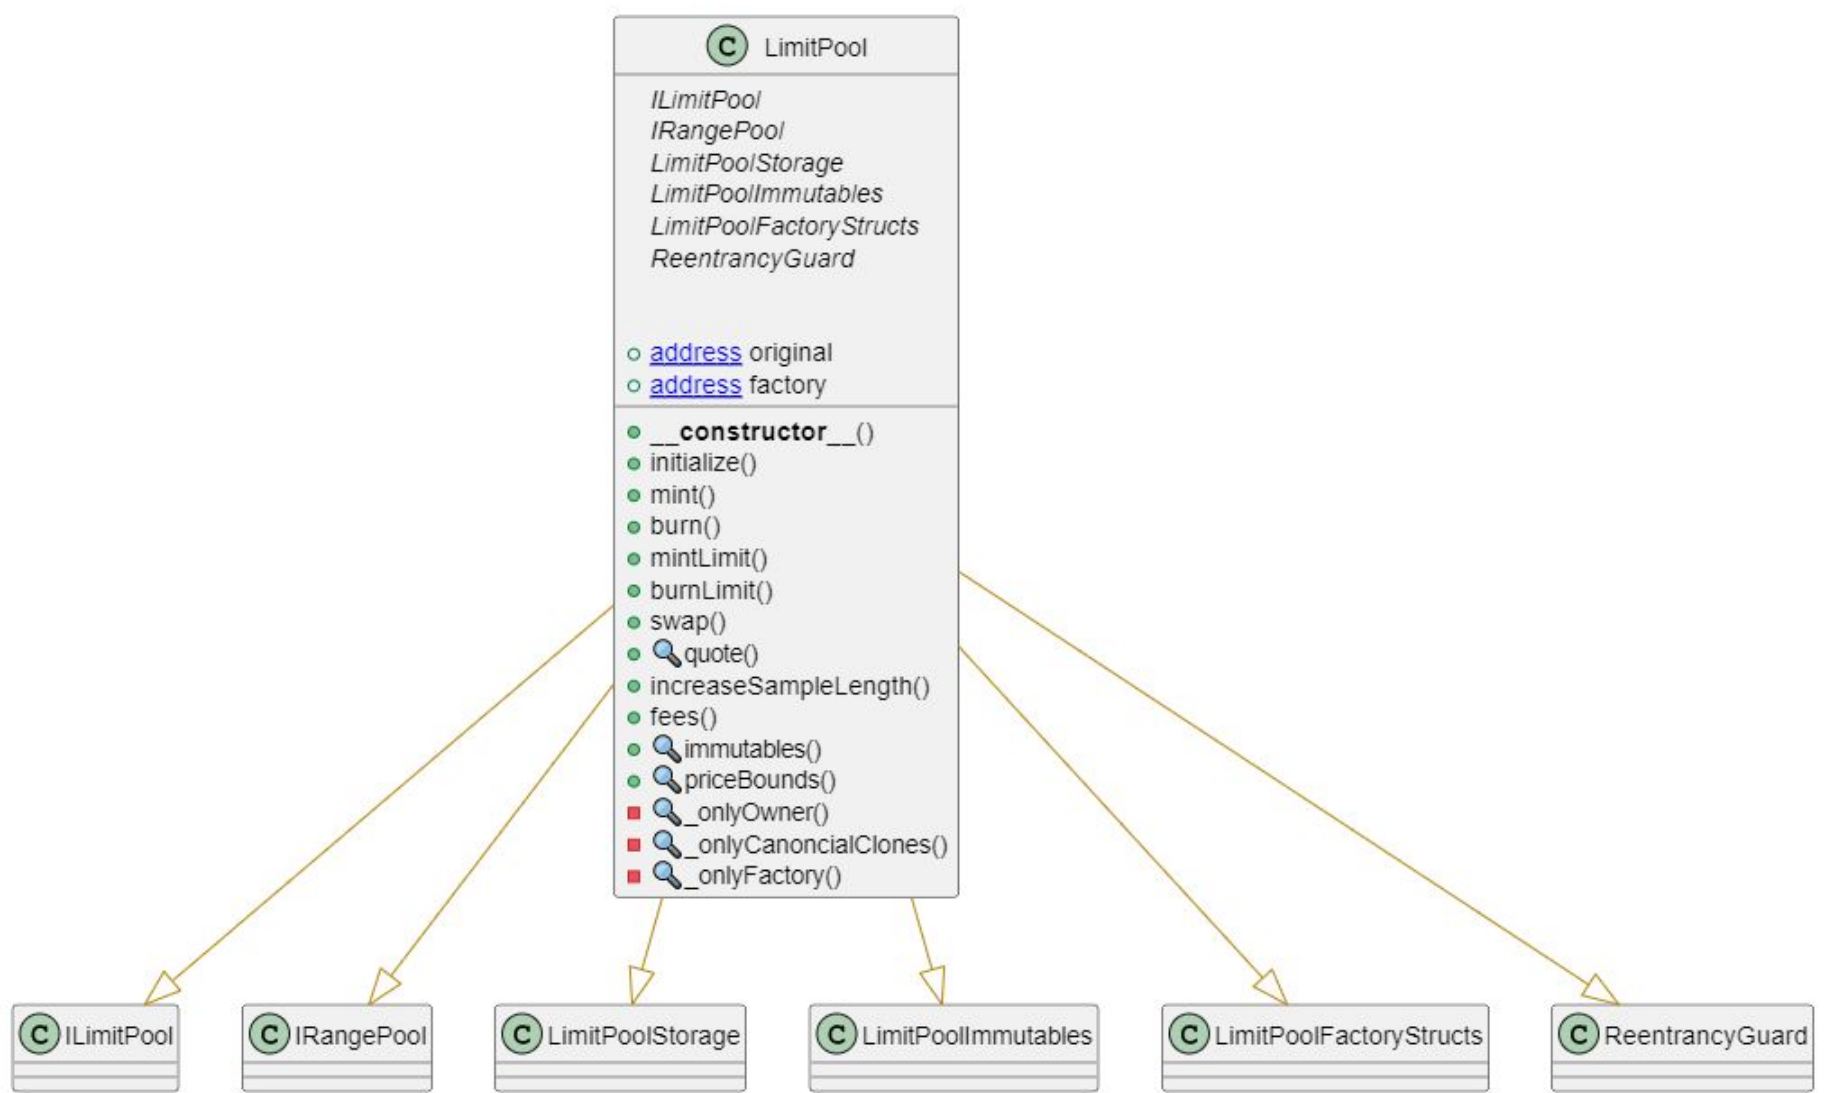 C LimitPool
ILimitPool
IRangePool
LimitPoolStorage
LimitPoolImmutables
LimitPoolFactoryStructs
ReentrancyGuard
address original
address factory
__constructor__()
initialize()
mint()
burn()
mintLimit()
burnLimit()
swap()
quote()
increaseSampleLength()
fees()
immutables()
priceBounds()
_onlyOwner()
_onlyCanoncialClones()
_onlyFactory()
C ILimitPool
C IRangePool
C LimitPoolStorage
C LimitPoolImmutables
C LimitPoolFactoryStructs
C ReentrancyGuard